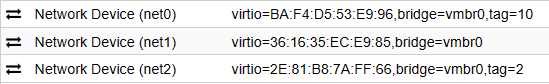 Network Device (net0) virtio=BA:F4:D5:53:E9:96,bridge=vmbr0,tag=10
Network Device (net1) virtio=36:16:35:EC:E9:85,bridge=vmbr0
Network Device (net2) virtio=2E:81:B8:7A:FF:66,bridge=vmbr0,tag=2